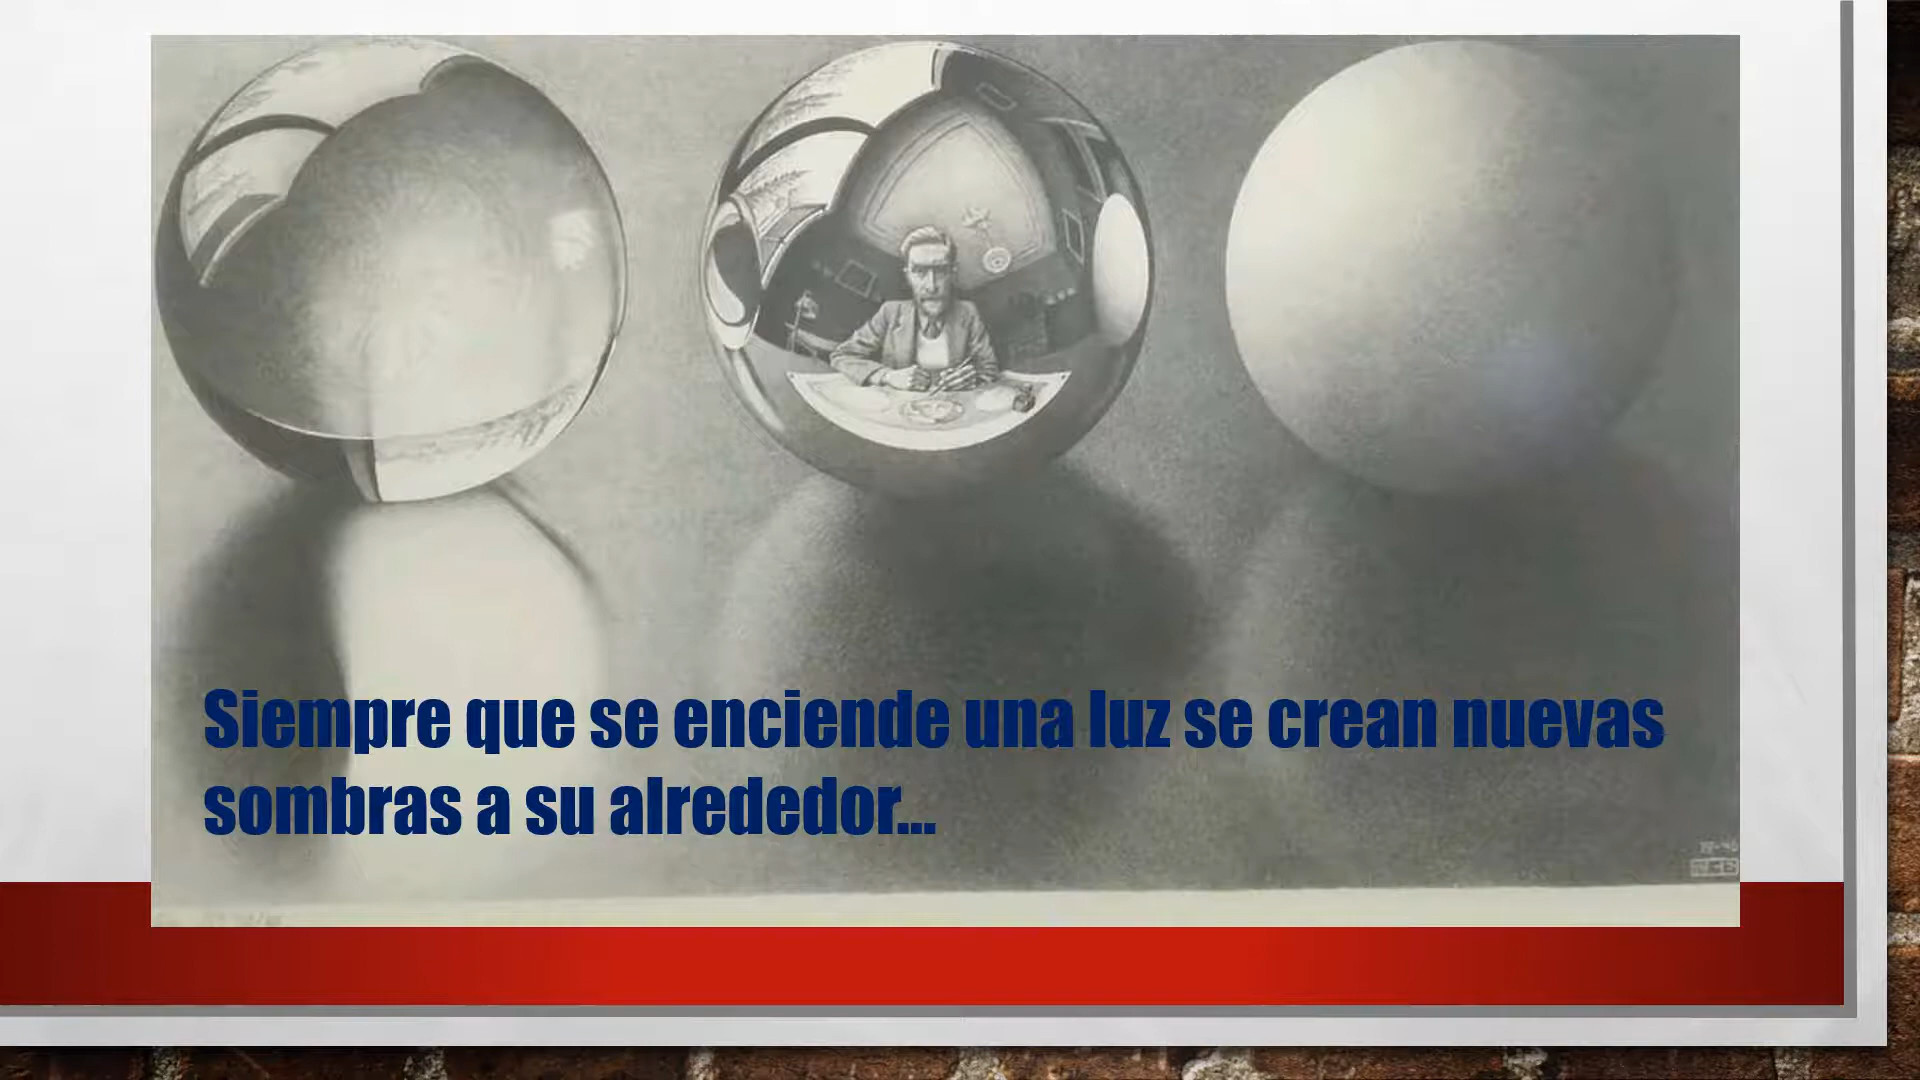 Siempre que se enciende una luz se crean nuevas
sombras a su alrededor...